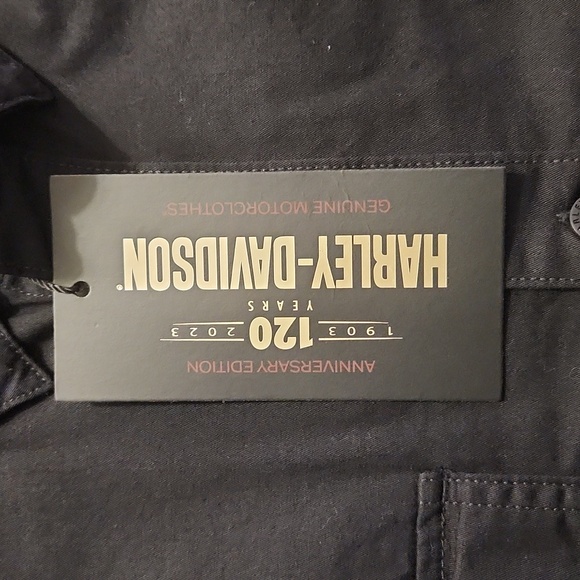 ANNIVERSARY EDITION
1903 120 2023
YEARS
HARLEY-DAVIDSON®
GENUINE MOTORCLOTHES®